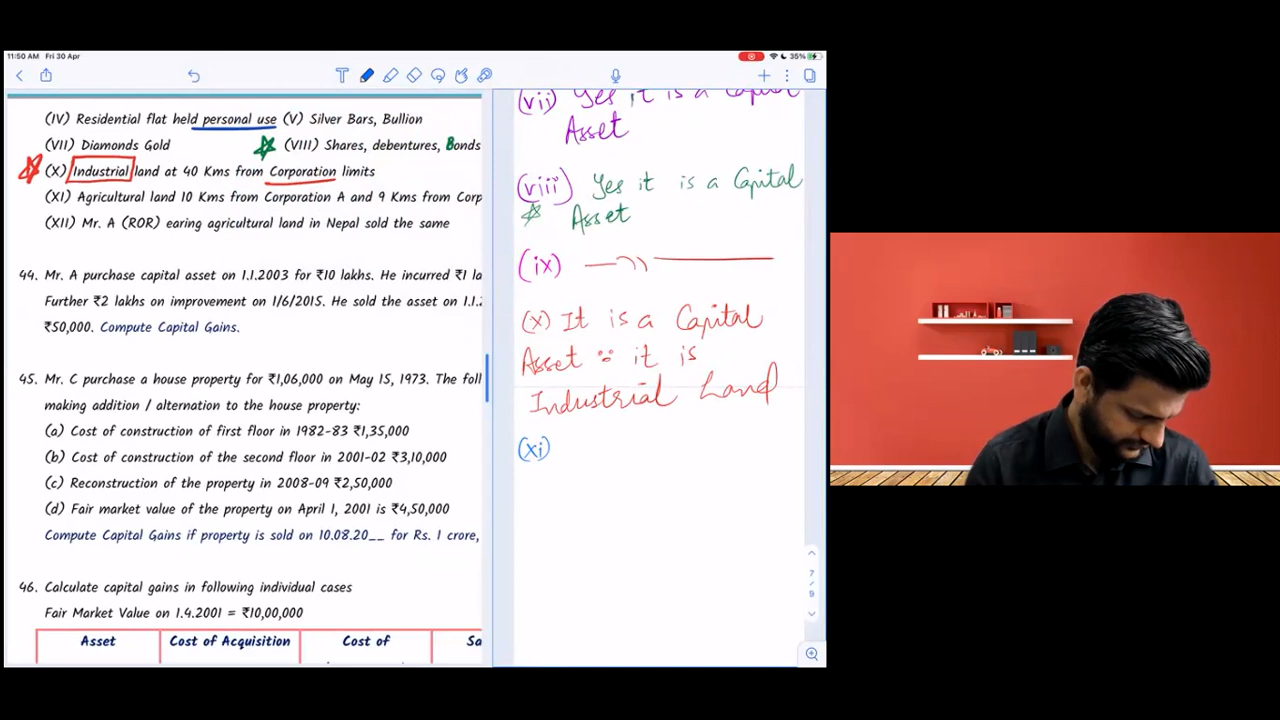 11:50 AM Fri 30 Apr
35%
(IV) Residential flat held personal use (V) Silver Bars, Bullion
(VII) Diamonds Gold (VIII) Shares, debentures, Bonds
(X) Industrial land at 40 Kms from Corporation limits
(XI) Agricultural land 10 Kms from Corporation A and 9 Kms from Corp
(XII) Mr. A (ROR) earing agricultural land in Nepal sold the same
44. Mr. A purchase capital asset on 1.1.2003 for ₹10 lakhs. He incurred ₹1 la
Further ₹2 lakhs on improvement on 1/6/2015. He sold the asset on 1.1.2
₹50,000. Compute Capital Gains.
45. Mr. C purchase a house property for ₹1,06,000 on May 15, 1973. The foll
making addition / alternation to the house property:
(a) Cost of construction of first floor in 1982-83 ₹1,35,000
(b) Cost of construction of the second floor in 2001-02 ₹3,10,000
(c) Reconstruction of the property in 2008-09 ₹2,50,000
(d) Fair market value of the property on April 1, 2001 is ₹4,50,000
Compute Capital Gains if property is sold on 10.08.20__ for Rs. 1 crore,
46. Calculate capital gains in following individual cases
Fair Market Value on 1.4.2001 = ₹10,00,000
Asset Cost of Acquisition Cost of Sa
(vii) Yes it is a Capital
Asset
(viii) Yes it is a Capital
Asset
(ix) —))—
(x) It is a Capital
Asset ∵ it is
Industrial Land
(xi)
7
/
9